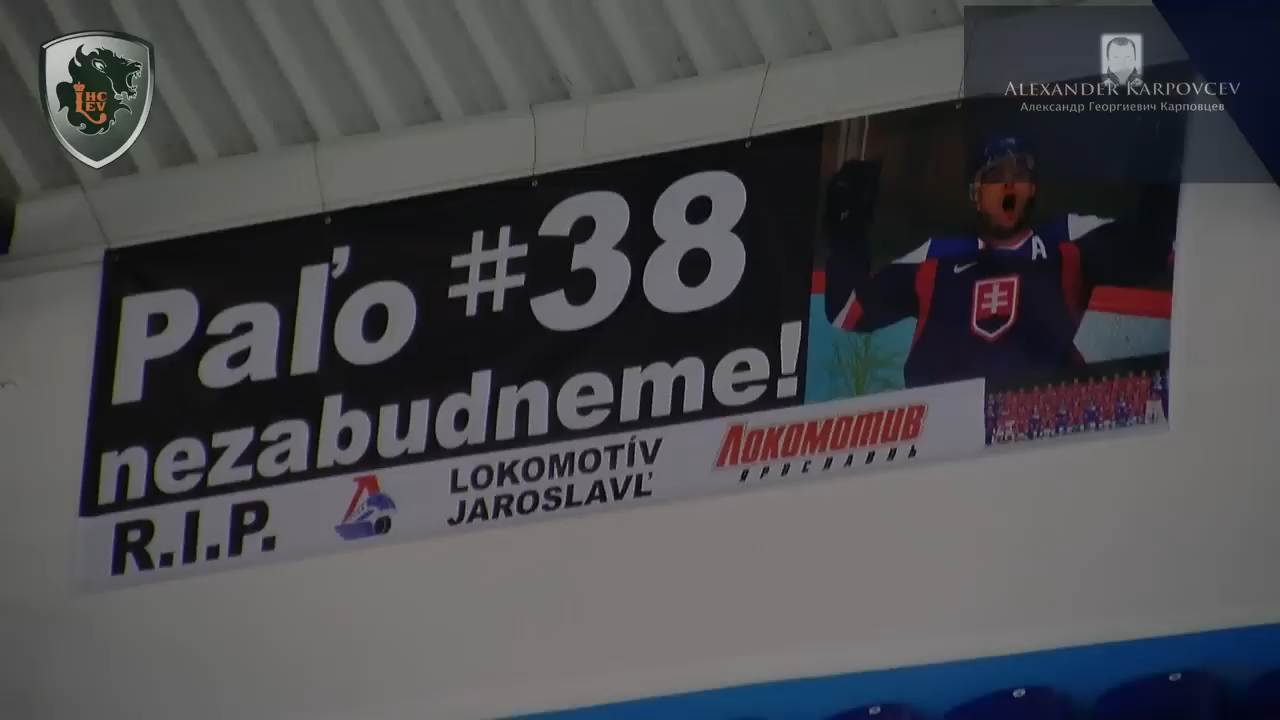 HC
LEV
ALEXANDER KARPOVCEV
Александр Георгиевич Карповцев
Paľo #38
nezabudneme!
R.I.P.
LOKOMOTÍV
JAROSLAVĽ
Локомотив
ЯРОСЛАВЛЬ
A